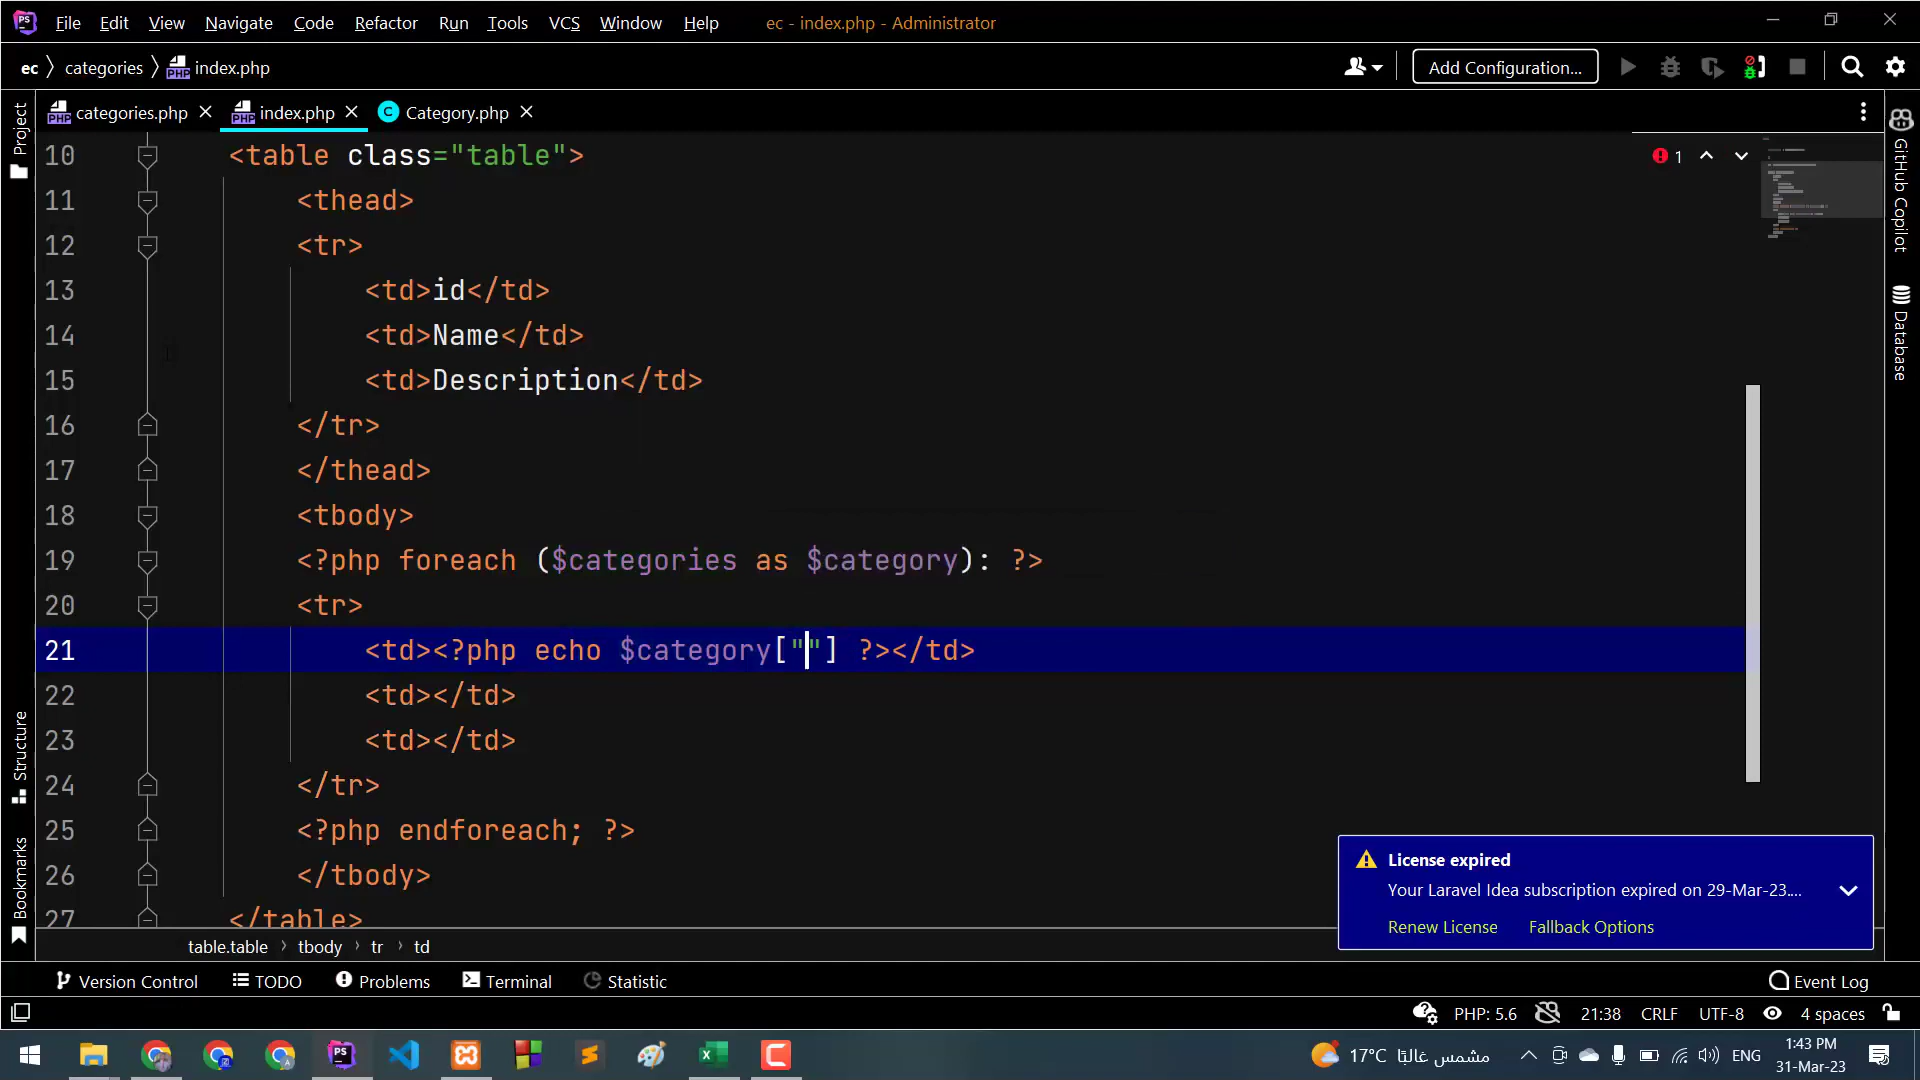 File Edit View Navigate Code Refactor Run Tools VCS Window Help ec - index.php - Administrator
ec categories index.php Add Configuration...
Project categories.php index.php Category.php
10 <table class="table"> 1
11 <thead>
12 <tr>
13 <td>id</td>
14 <td>Name</td>
15 <td>Description</td>
16 </tr>
17 </thead>
18 <tbody>
19 <?php foreach ($categories as $category): ?>
20 <tr>
21 <td><?php echo $category[""] ?></td>
22 <td></td>
23 <td></td>
24 </tr>
25 <?php endforeach; ?>
26 </tbody>
27 </table>
GitHub Copilot
Database
Structure
Bookmarks
License expired
Your Laravel Idea subscription expired on 29-Mar-23....
Renew License Fallback Options
table.table tbody tr td
Version Control TODO Problems Terminal Statistic Event Log
PHP: 5.6 21:38 CRLF UTF-8 4 spaces
17°C مشمس غالبًا ENG 1:43 PM
31-Mar-23